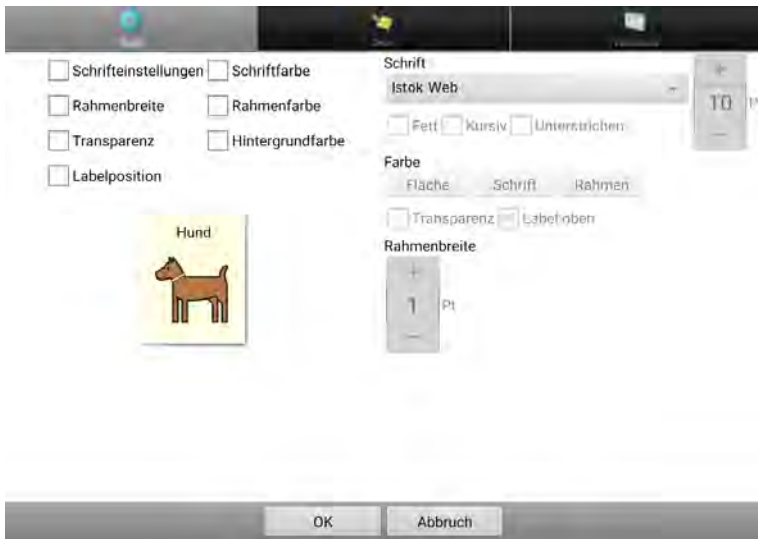 Schrifteinstellungen Schriftfarbe
Rahmenbreite Rahmenfarbe
Transparenz Hintergrundfarbe
Labelposition
Hund
Schrift
Istok Web
+
10
—
Fett Kursiv Unterstrichen
Farbe
Fläche Schrift Rahmen
Transparenz Label oben
Rahmenbreite
+
1 Pt
—
OK Abbruch